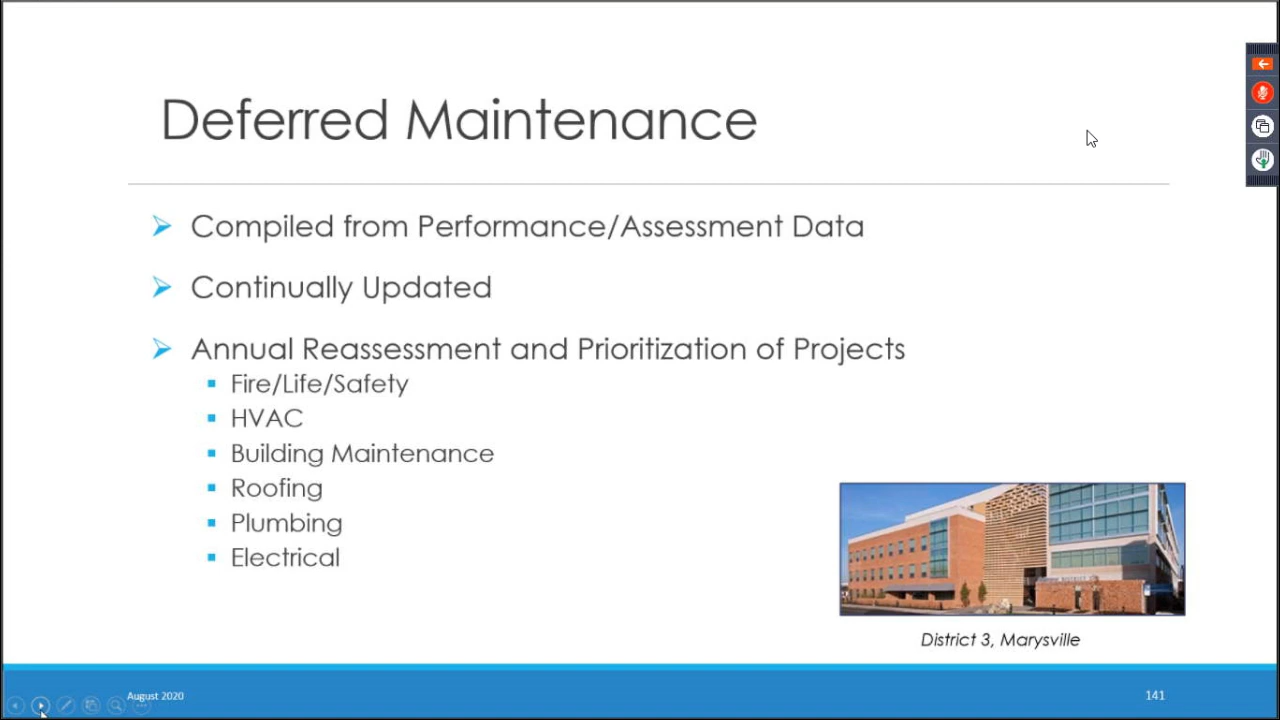 Deferred Maintenance
Compiled from Performance/Assessment Data
Continually Updated
Annual Reassessment and Prioritization of Projects
Fire/Life/Safety
HVAC
Building Maintenance
Roofing
Plumbing
Electrical
District 3, Marysville
August 2020
141